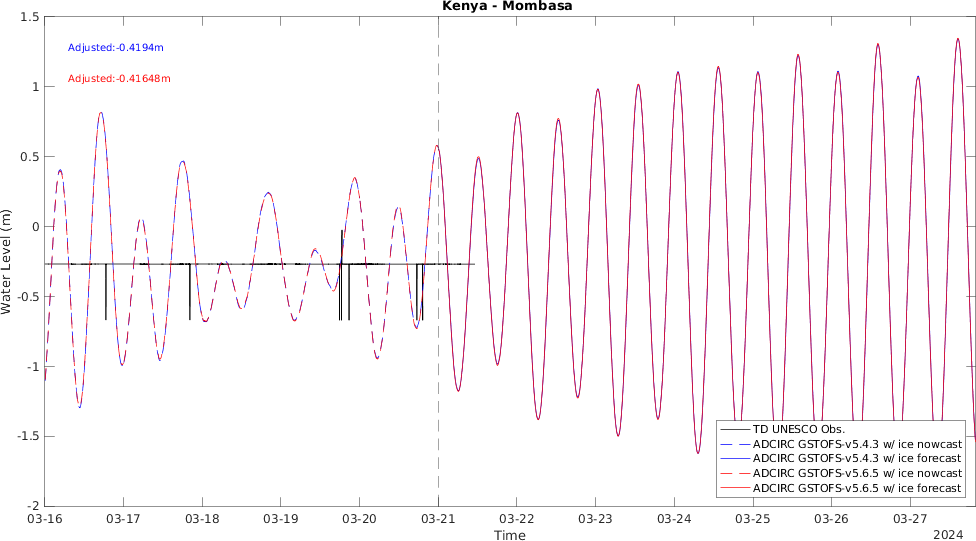 Kenya - Mombasa
Adjusted:-0.4194m
Adjusted:-0.41648m
Water Level (m)
1.5
1
0.5
0
-0.5
-1
-1.5
-2
TD UNESCO Obs.
ADCIRC GSTOFS-v5.4.3 w/ ice nowcast
ADCIRC GSTOFS-v5.4.3 w/ ice forecast
ADCIRC GSTOFS-v5.6.5 w/ ice nowcast
ADCIRC GSTOFS-v5.6.5 w/ ice forecast
03-16 03-17 03-18 03-19 03-20 03-21 03-22 03-23 03-24 03-25 03-26 03-27
Time
2024